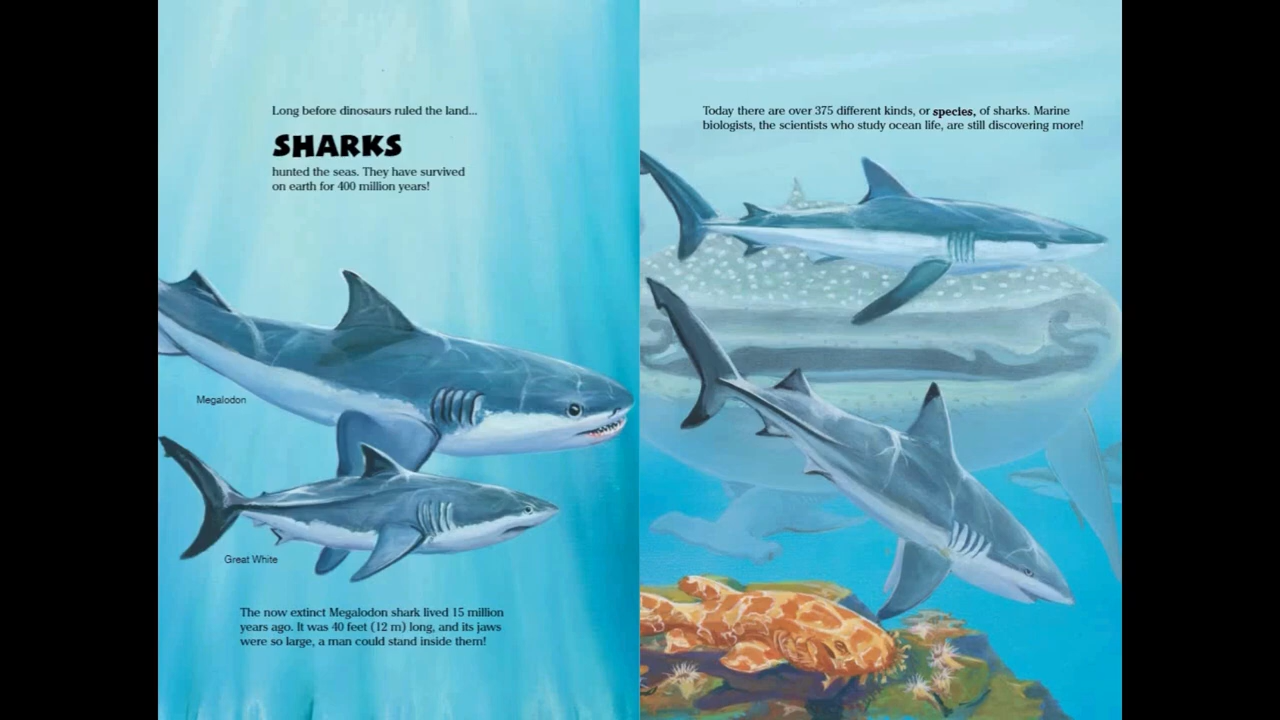 Long before dinosaurs ruled the land...
SHARKS
hunted the seas. They have survived
on earth for 400 million years!
Megalodon
Great White
The now extinct Megalodon shark lived 15 million
years ago. It was 40 feet (12 m) long, and its jaws
were so large, a man could stand inside them!
Today there are over 375 different kinds, or species, of sharks. Marine
biologists, the scientists who study ocean life, are still discovering more!